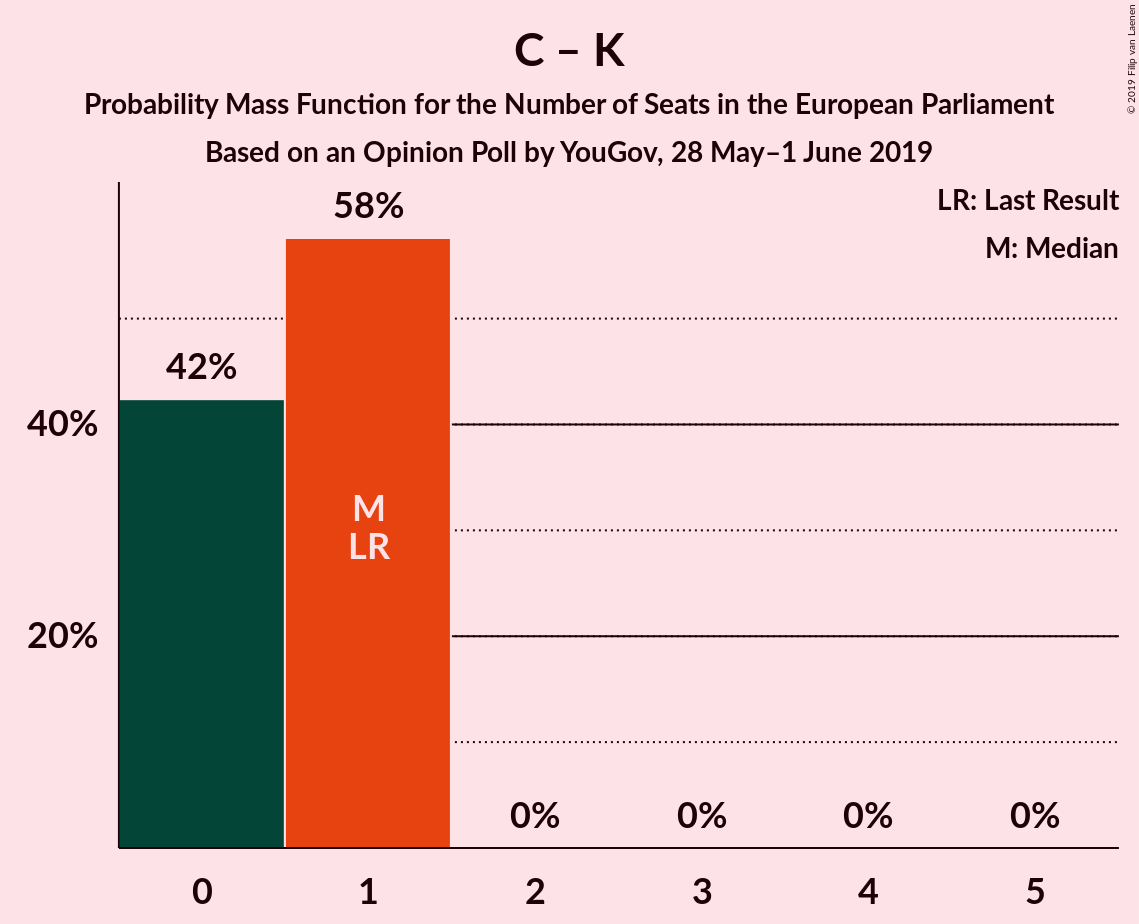 C – K
Probability Mass Function for the Number of Seats in the European Parliament
Based on an Opinion Poll by YouGov, 28 May–1 June 2019
© 2019 Filip van Laenen
LR: Last Result
M: Median
58%
42%
40%
M
LR
20%
0% 0% 0% 0%
0 1 2 3 4 5